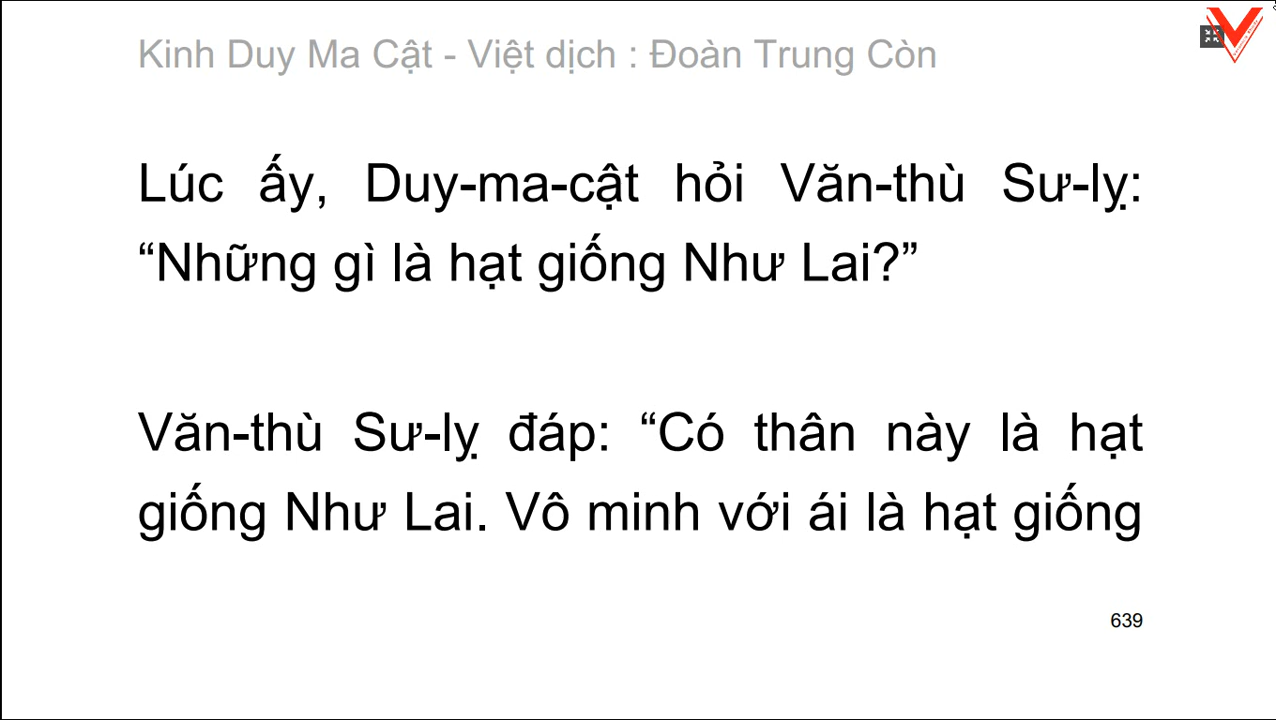 Kinh Duy Ma Cật - Việt dịch : Đoàn Trung Còn
Lúc ấy, Duy-ma-cật hỏi Văn-thù Sư-lỵ:
“Những gì là hạt giống Như Lai?”
Văn-thù Sư-lỵ đáp: “Có thân này là hạt
giống Như Lai. Vô minh với ái là hạt giống
639